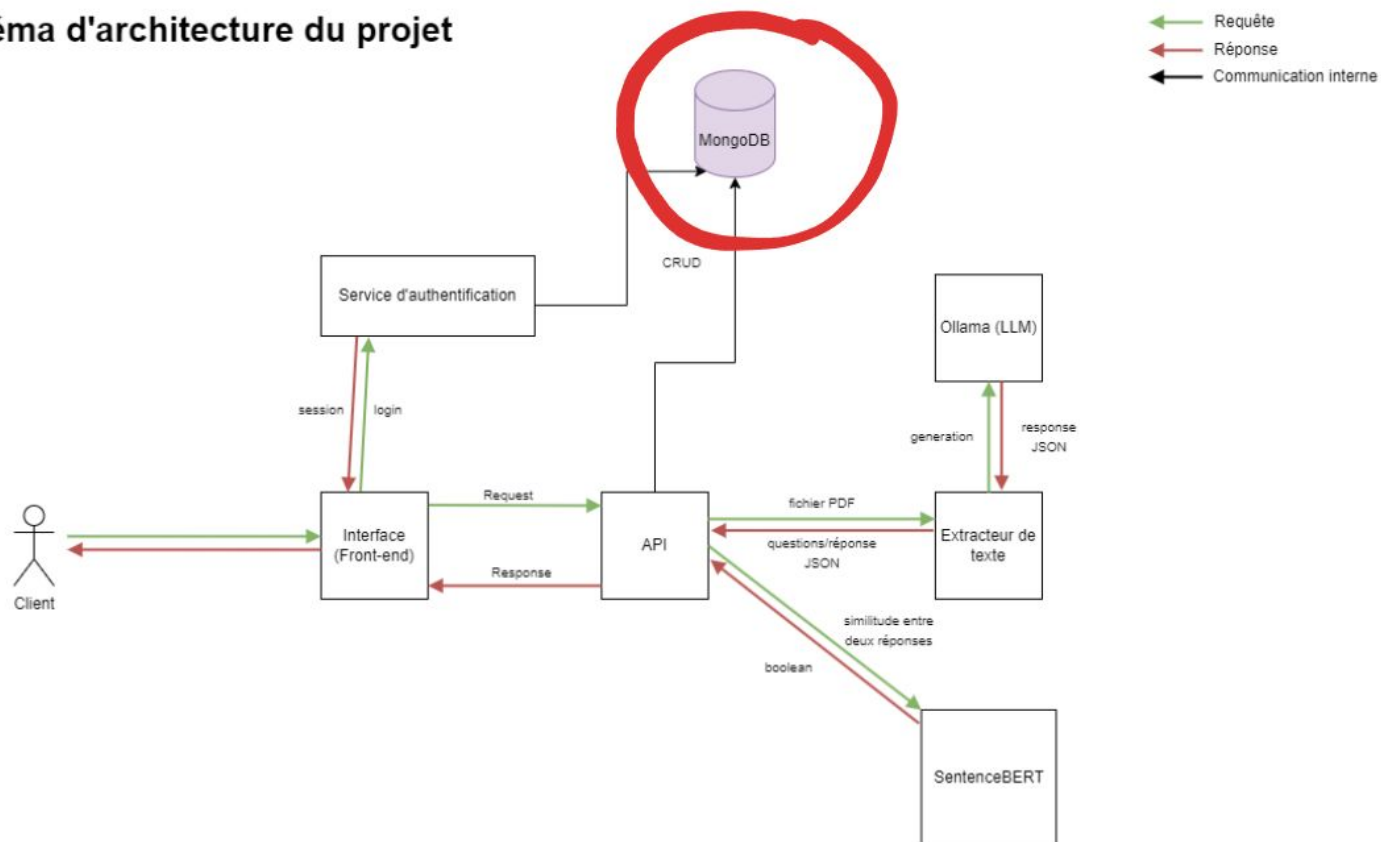 éma d'architecture du projet
Requête
Réponse
Communication interne
MongoDB
CRUD
Service d'authentification
Ollama (LLM)
session
login
generation
response
JSON
Request
fichier PDF
Interface
(Front-end)
API
questions/réponse
JSON
Extracteur de
texte
Response
Client
similitude entre
deux réponses
boolean
SentenceBERT